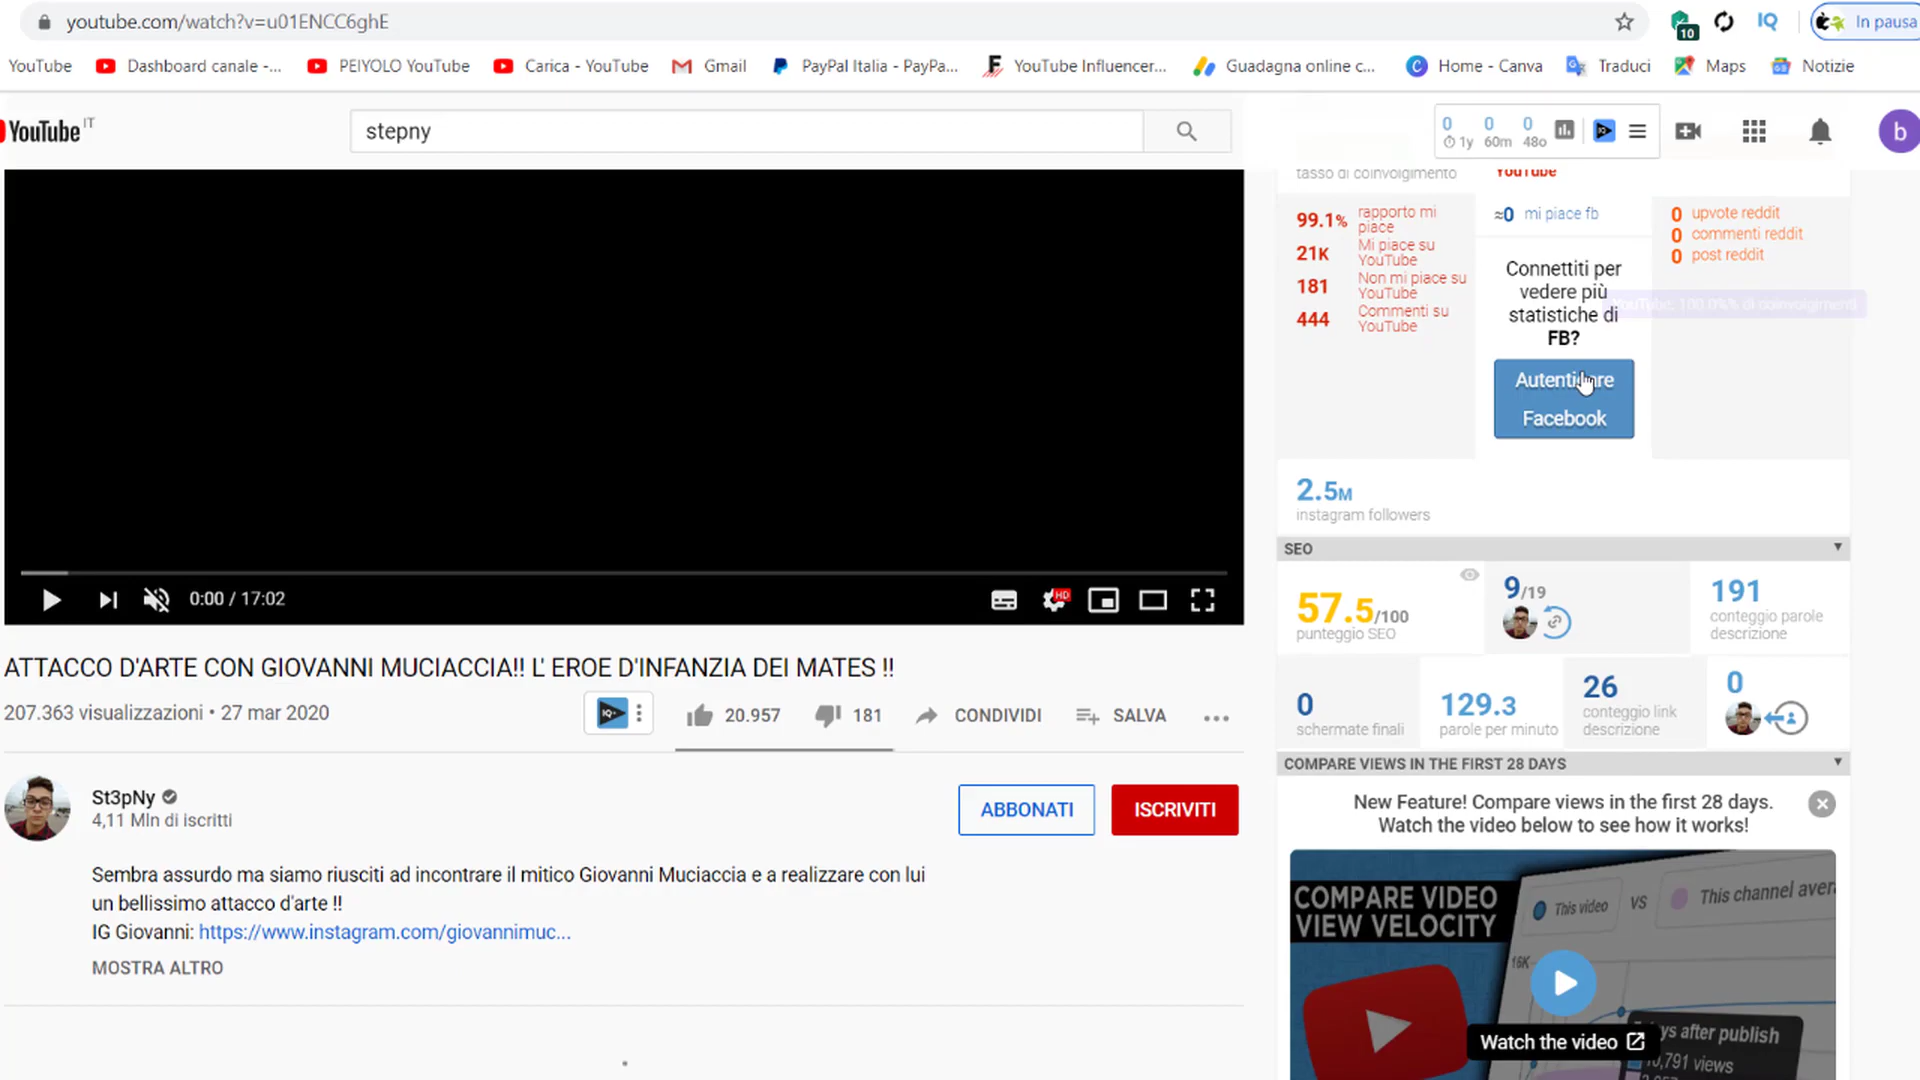 youtube.com/watch?v=u01ENCC6ghE
10
IQ
In pausa
YouTube
Dashboard canale -...
PEIYOLO YouTube
Carica - YouTube
Gmail
PayPal Italia - PayPa...
YouTube Influencer...
Guadagna online c...
Home - Canva
Traduci
Maps
Notizie
YouTube IT
stepny
0 0 0
1y 60m 48o
b
tasso di coinvolgimento
YouTube
99.1% rapporto mi
piace
21K Mi piace su
YouTube
181 Non mi piace su
YouTube
444 Commenti su
YouTube
≈0 mi piace fb
Connettiti per
vedere più
statistiche di
FB?
Facebook
0 upvote reddit
0 commenti reddit
0 post reddit
YouTube: 100.0% di coinvolgimenti
2.5M
instagram followers
SEO
57.5/100
punteggio SEO
9/19
191
conteggio parole
descrizione
0
schermate finali
129.3
parole per minuto
26
conteggio link
descrizione
0
COMPARE VIEWS IN THE FIRST 28 DAYS
New Feature! Compare views in the first 28 days.
Watch the video below to see how it works!
COMPARE VIDEO
VIEW VELOCITY
This video
VS
This channel aver
16K
days after publish
10,791 views
Watch the video
0:00 / 17:02
HD
ATTACCO D'ARTE CON GIOVANNI MUCIACCIA!! L' EROE D'INFANZIA DEI MATES !!
207.363 visualizzazioni • 27 mar 2020
IQ
20.957
181
CONDIVIDI
SALVA
St3pNy
4,11 Mln di iscritti
ABBONATI
ISCRIVITI
Sembra assurdo ma siamo riusciti ad incontrare il mitico Giovanni Muciaccia e a realizzare con lui
un bellissimo attacco d'arte !!
IG Giovanni: https://www.instagram.com/giovannimuc...
MOSTRA ALTRO